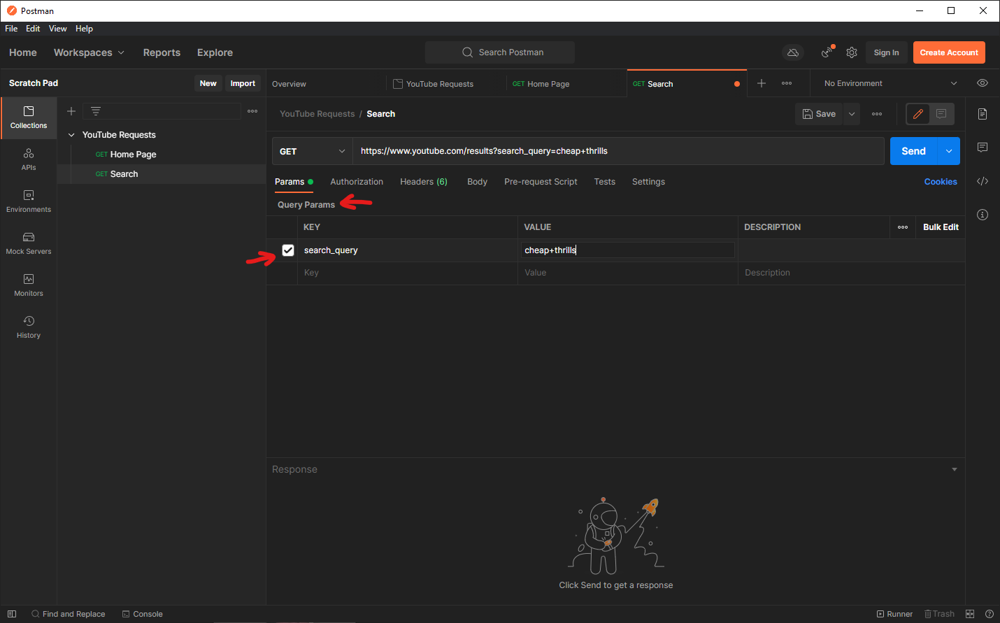 Postman
File Edit View Help
Home Workspaces Reports Explore
Search Postman
Sign In
Create Account
Scratch Pad
New
Import
Overview
YouTube Requests
GET Home Page
GET Search
No Environment
Collections
APIs
Environments
Mock Servers
Monitors
History
YouTube Requests
GET Home Page
GET Search
YouTube Requests / Search
Save
GET
https://www.youtube.com/results?search_query=cheap+thrills
Send
Params Authorization Headers (6) Body Pre-request Script Tests Settings
Cookies
Query Params
KEY VALUE DESCRIPTION Bulk Edit
search_query cheap+thrills
Key Value Description
Response
Click Send to get a response
Find and Replace Console
Runner Trash